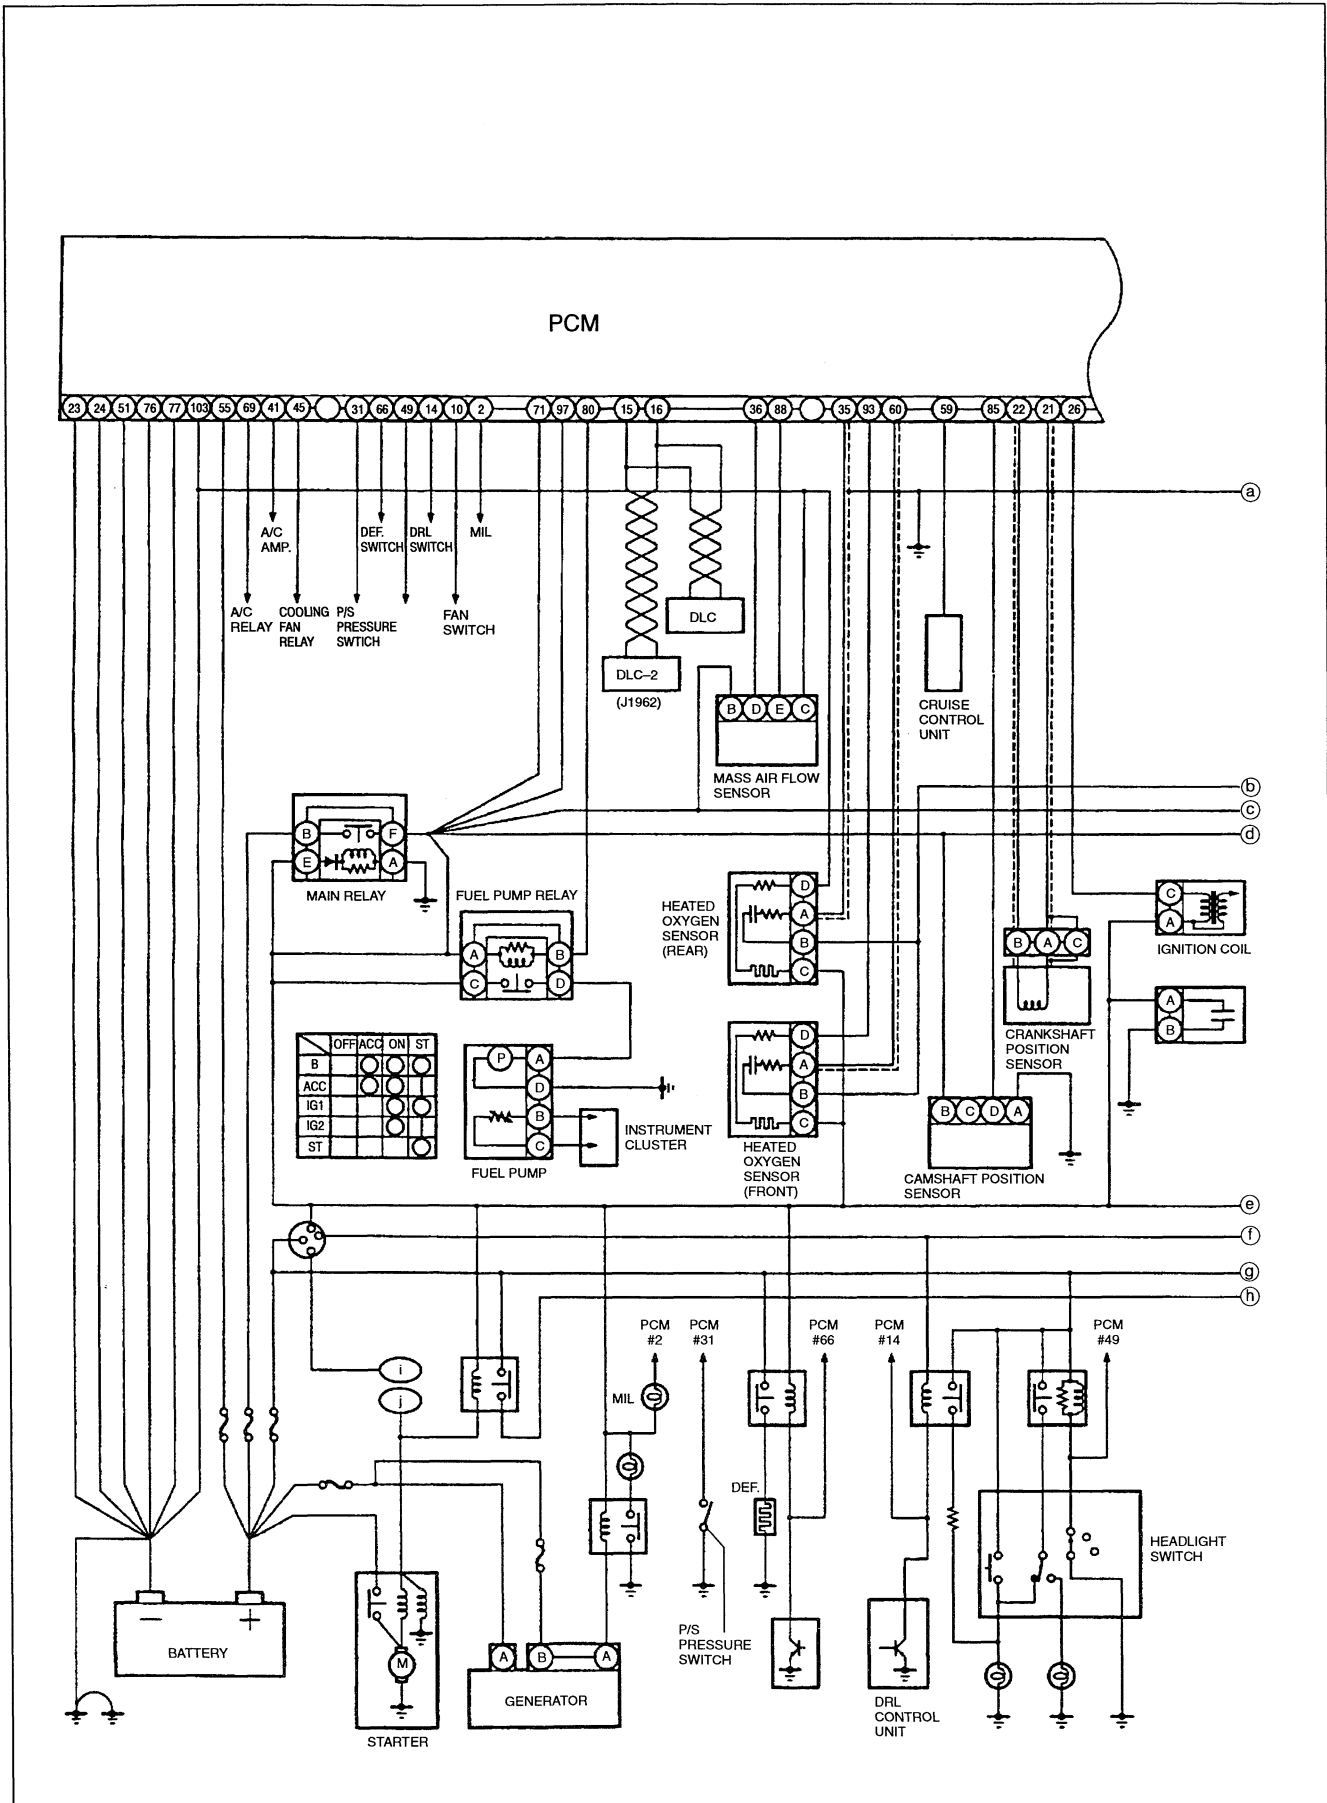 PCM
23 24 51 76 77 103 55 69 41 45 31 66 49 14 10 2 71 97 80 15 16 36 88 35 93 60 59 85 22 21 26
a
A/C
AMP.
DEF.
SWITCH
DRL
SWITCH
MIL
A/C
RELAY
COOLING
FAN
RELAY
P/S
PRESSURE
SWTICH
FAN
SWITCH
DLC
DLC-2
(J1962)
B D E C
MASS AIR FLOW
SENSOR
CRUISE
CONTROL
UNIT
b
c
d
B F
E A
MAIN RELAY
FUEL PUMP RELAY
A B
C D
HEATED
OXYGEN
SENSOR
(REAR)
D
A
B
C
B A C
CRANKSHAFT
POSITION
SENSOR
C
A
IGNITION COIL
A
B
OFF ACC ON ST
B
ACC
IG1
IG2
ST
P A
D
B
C
FUEL PUMP
INSTRUMENT
CLUSTER
D
A
B
C
HEATED
OXYGEN
SENSOR
(FRONT)
B C D A
CAMSHAFT POSITION
SENSOR
e
f
g
h
i
j
PCM
#2
PCM
#31
PCM
#66
PCM
#14
PCM
#49
MIL
DEF.
HEADLIGHT
SWITCH
P/S
PRESSURE
SWITCH
BATTERY
M
STARTER
A B A
GENERATOR
DRL
CONTROL
UNIT